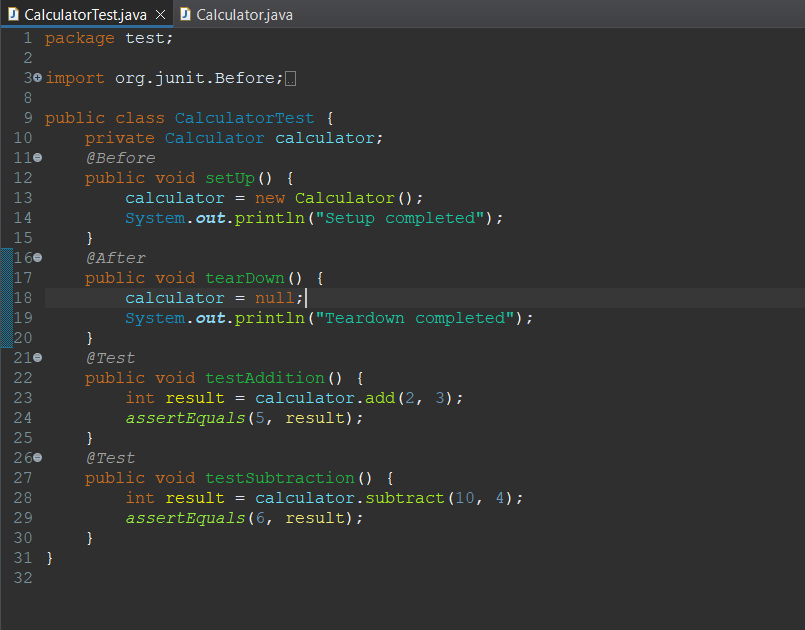 CalculatorTest.java Calculator.java
1 package test;
2
3 import org.junit.Before;
8
9 public class CalculatorTest {
10     private Calculator calculator;
11     @Before
12     public void setUp() {
13         calculator = new Calculator();
14         System.out.println("Setup completed");
15     }
16     @After
17     public void tearDown() {
18         calculator = null;
19         System.out.println("Teardown completed");
20     }
21     @Test
22     public void testAddition() {
23         int result = calculator.add(2, 3);
24         assertEquals(5, result);
25     }
26     @Test
27     public void testSubtraction() {
28         int result = calculator.subtract(10, 4);
29         assertEquals(6, result);
30     }
31 }
32